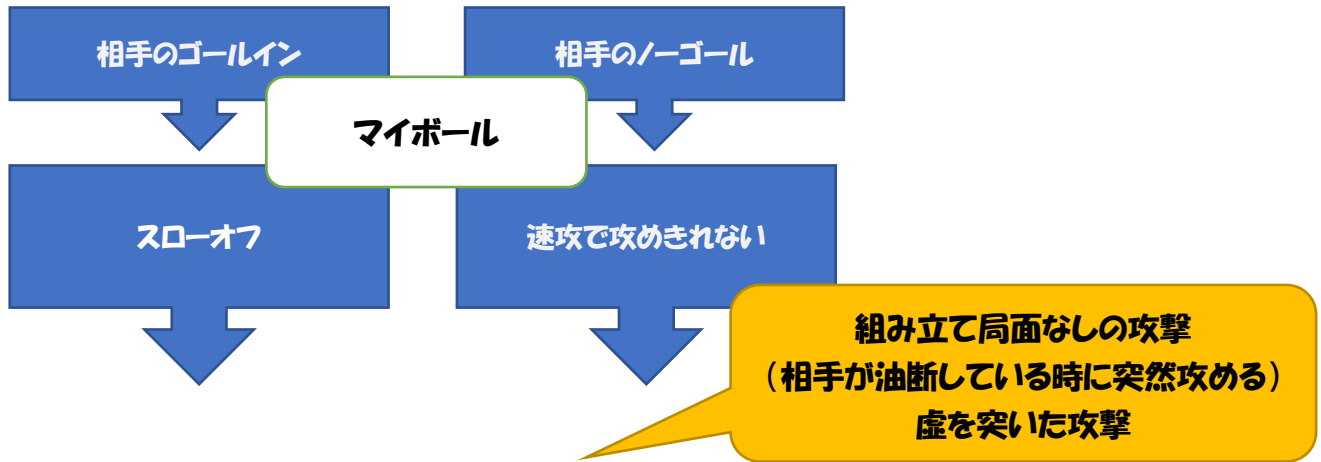 相手のゴールイン
相手のノーゴール
マイボール
スローオフ
速攻で攻めきれない
組み立て局面なしの攻撃
（相手が油断している時に突然攻める）
虚を突いた攻撃